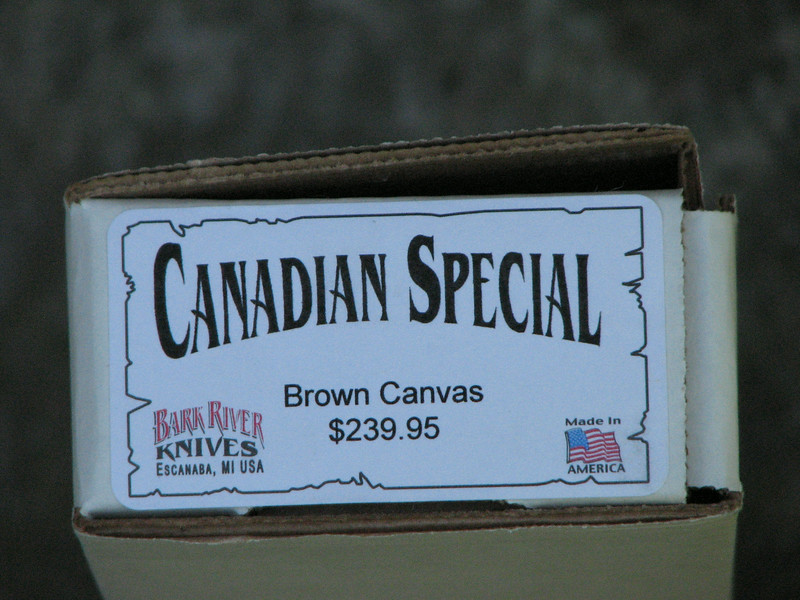 CANADIAN SPECIAL
Brown Canvas
$239.95
BARK RIVER
KNIVES
ESCANABA, MI USA
Made In
AMERICA